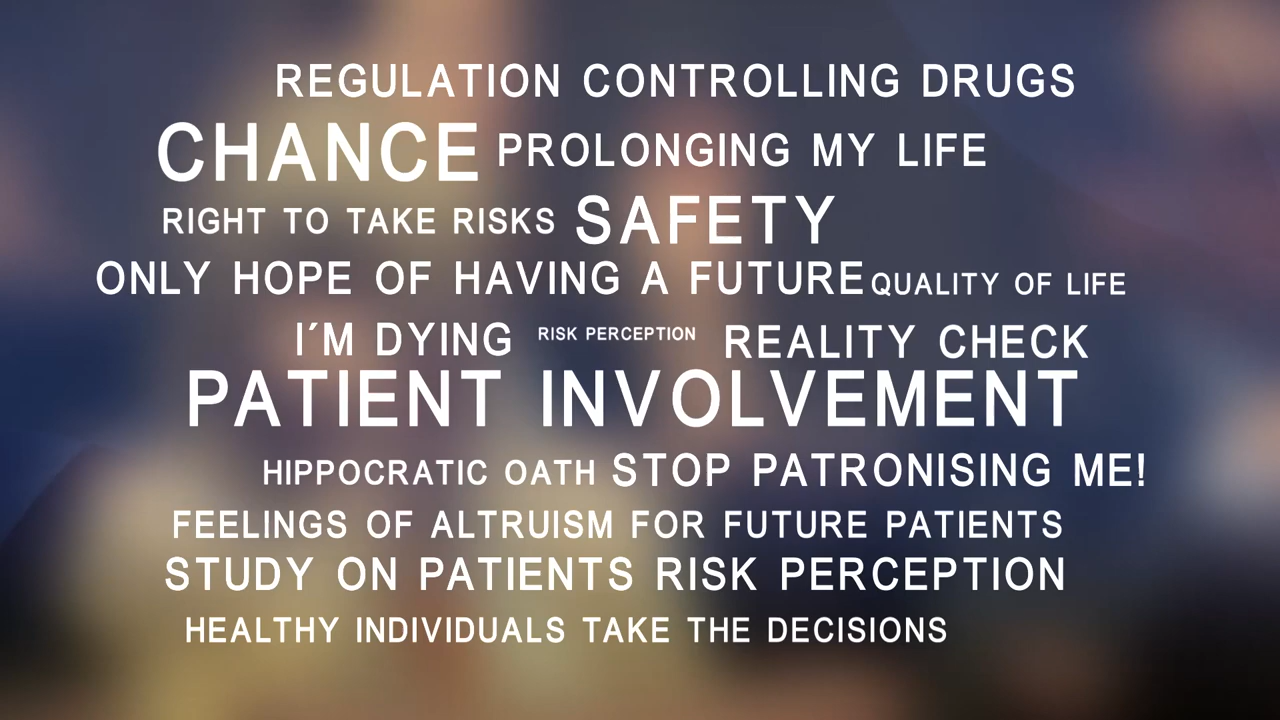 REGULATION CONTROLLING DRUGS
CHANCE PROLONGING MY LIFE
RIGHT TO TAKE RISKS SAFETY
ONLY HOPE OF HAVING A FUTURE QUALITY OF LIFE
I´M DYING RISK PERCEPTION REALITY CHECK
PATIENT INVOLVEMENT
HIPPOCRATIC OATH STOP PATRONISING ME!
FEELINGS OF ALTRUISM FOR FUTURE PATIENTS
STUDY ON PATIENTS RISK PERCEPTION
HEALTHY INDIVIDUALS TAKE THE DECISIONS